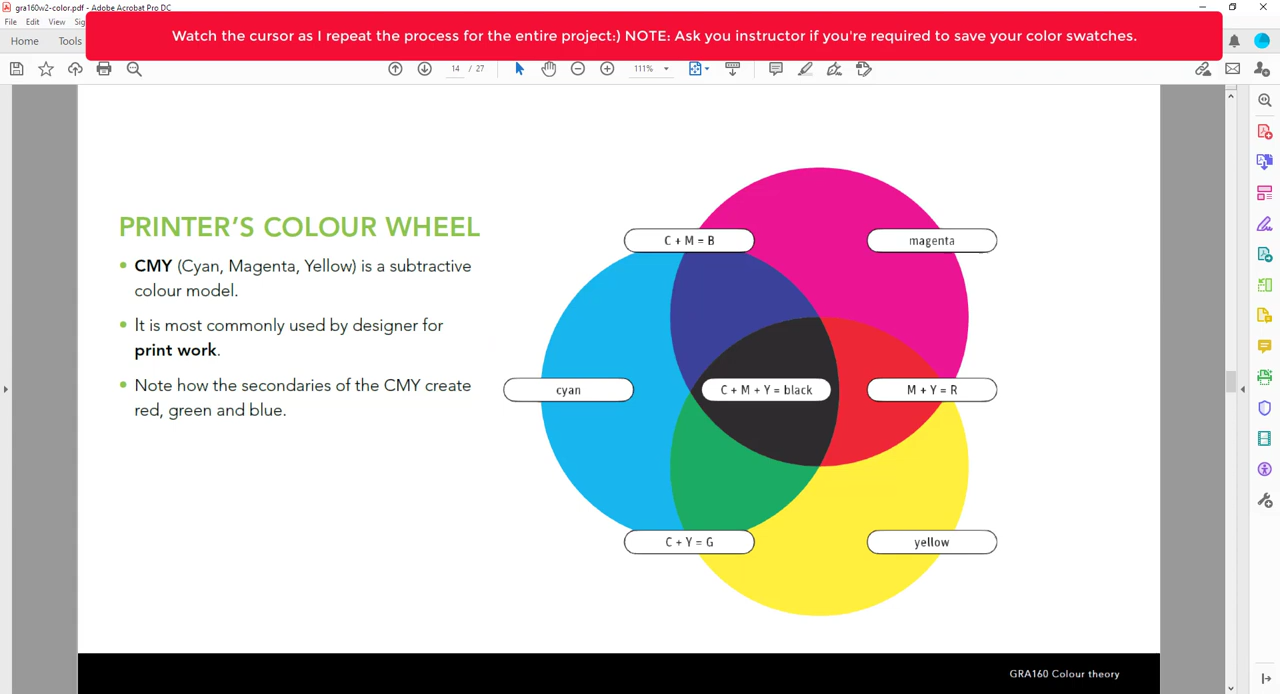 gra160w2-color.pdf - Adobe Acrobat Pro DC
File Edit View Sig
Home Tools
Watch the cursor as I repeat the process for the entire project:) NOTE: Ask you instructor if you're required to save your color swatches.
14 / 27
111%
PRINTER'S COLOUR WHEEL
• CMY (Cyan, Magenta, Yellow) is a subtractive
colour model.
• It is most commonly used by designer for
print work.
• Note how the secondaries of the CMY create
red, green and blue.
C + M = B
magenta
cyan
C + M + Y = black
M + Y = R
C + Y = G
yellow
GRA160 Colour theory